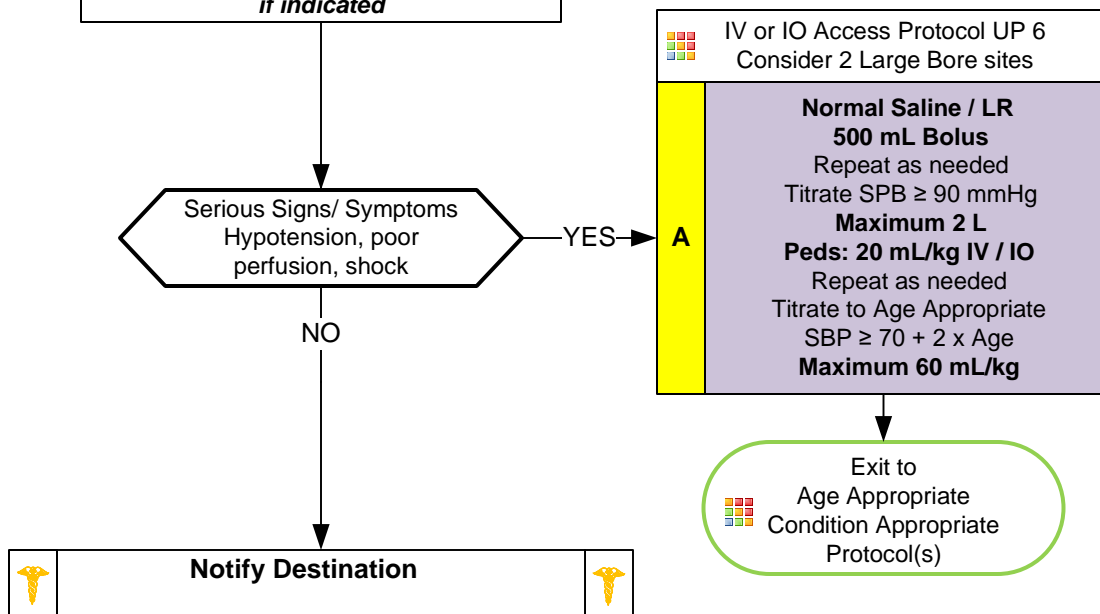 if indicated
IV or IO Access Protocol UP 6
Consider 2 Large Bore sites
Normal Saline / LR
500 mL Bolus
Repeat as needed
Titrate SPB ≥ 90 mmHg
Maximum 2 L
Peds: 20 mL/kg IV / IO
Repeat as needed
Titrate to Age Appropriate
SBP ≥ 70 + 2 x Age
Maximum 60 mL/kg
A
Serious Signs/ Symptoms
Hypotension, poor
perfusion, shock
YES
NO
Exit to
Age Appropriate
Condition Appropriate
Protocol(s)
Notify Destination